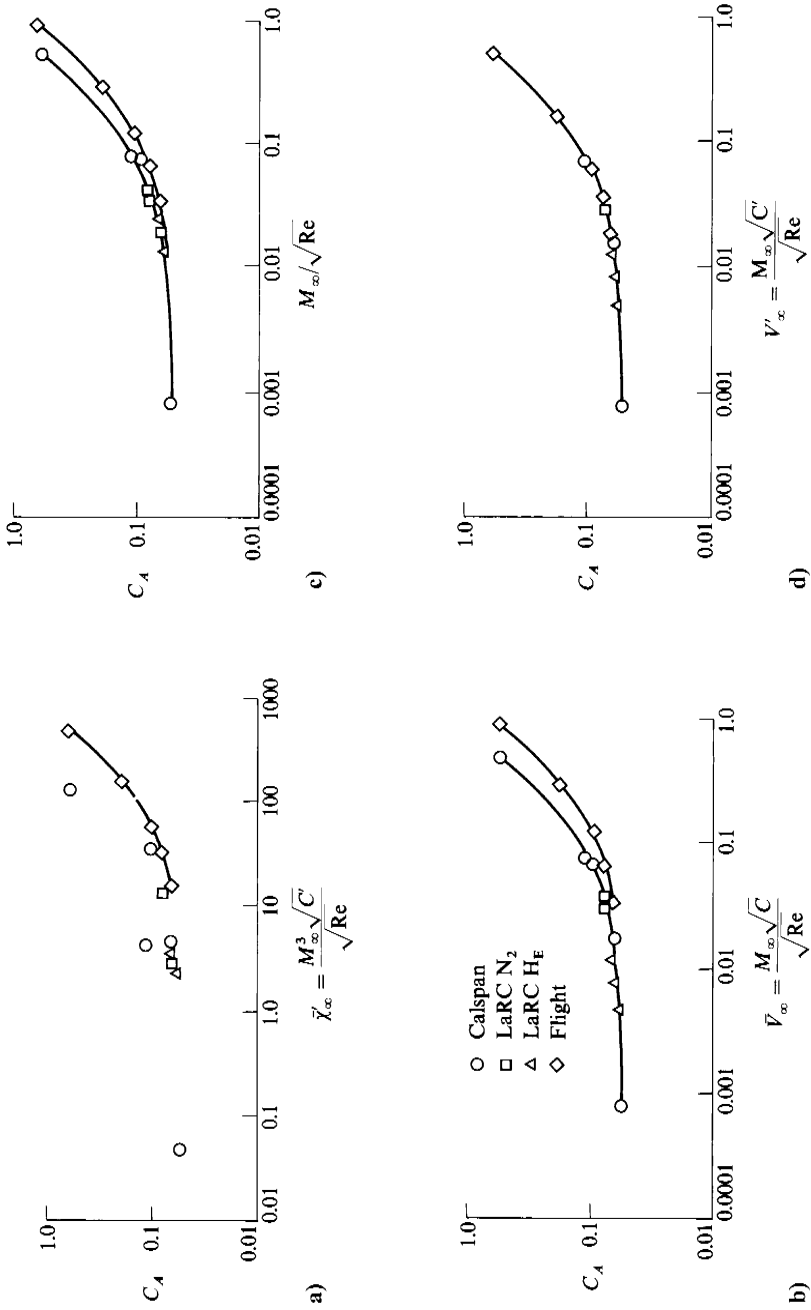 1.0
0.1
0.01
C_A
0.01
0.1
1.0
10
100
1000
χ̄′_∞ = M³_∞ √C′ / √Re
a)
1.0
0.1
0.01
C_A
0.0001
0.001
0.01
0.1
1.0
V̄_∞ = M_∞ √C / √Re
○ Calspan
□ LaRC N₂
△ LaRC H_E
◇ Flight
b)
1.0
0.1
0.01
C_A
0.0001
0.001
0.01
0.1
1.0
M_∞/√Re
c)
1.0
0.1
0.01
C_A
0.0001
0.001
0.01
0.1
1.0
V′_∞ = M_∞ √C′ / √Re
d)